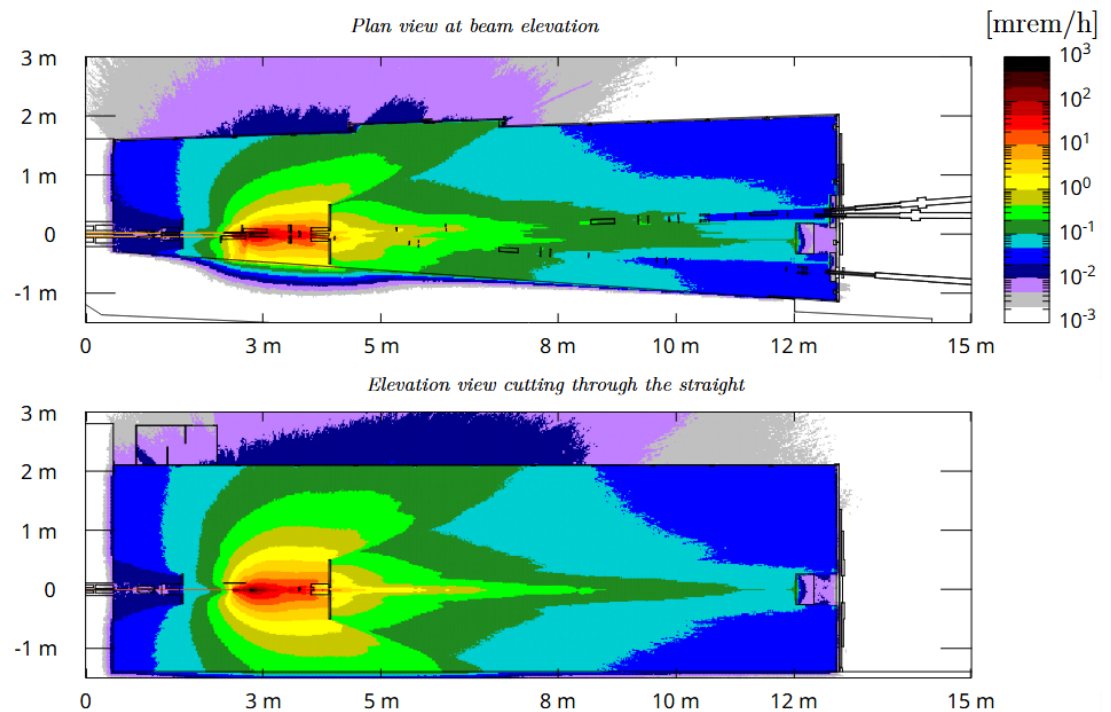 Plan view at beam elevation
[mrem/h]
3 m
2 m
1 m
0
-1 m
0 3 m 5 m 8 m 10 m 12 m 15 m
10³
10²
10¹
10⁰
10⁻¹
10⁻²
10⁻³
Elevation view cutting through the straight
3 m
2 m
1 m
0
-1 m
0 3 m 5 m 8 m 10 m 12 m 15 m